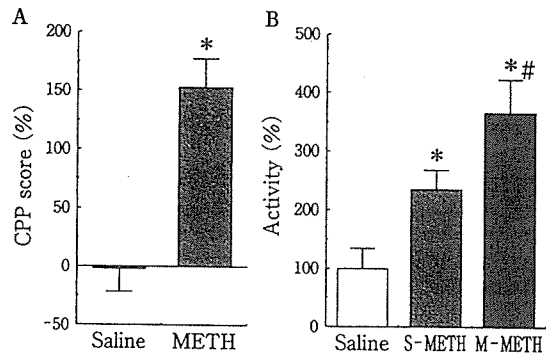 A
CPP score (%)
200
150
100
50
0
-50
*
Saline
METH
B
Activity (%)
500
400
300
200
100
0
*
*#
Saline
S-METH
M-METH